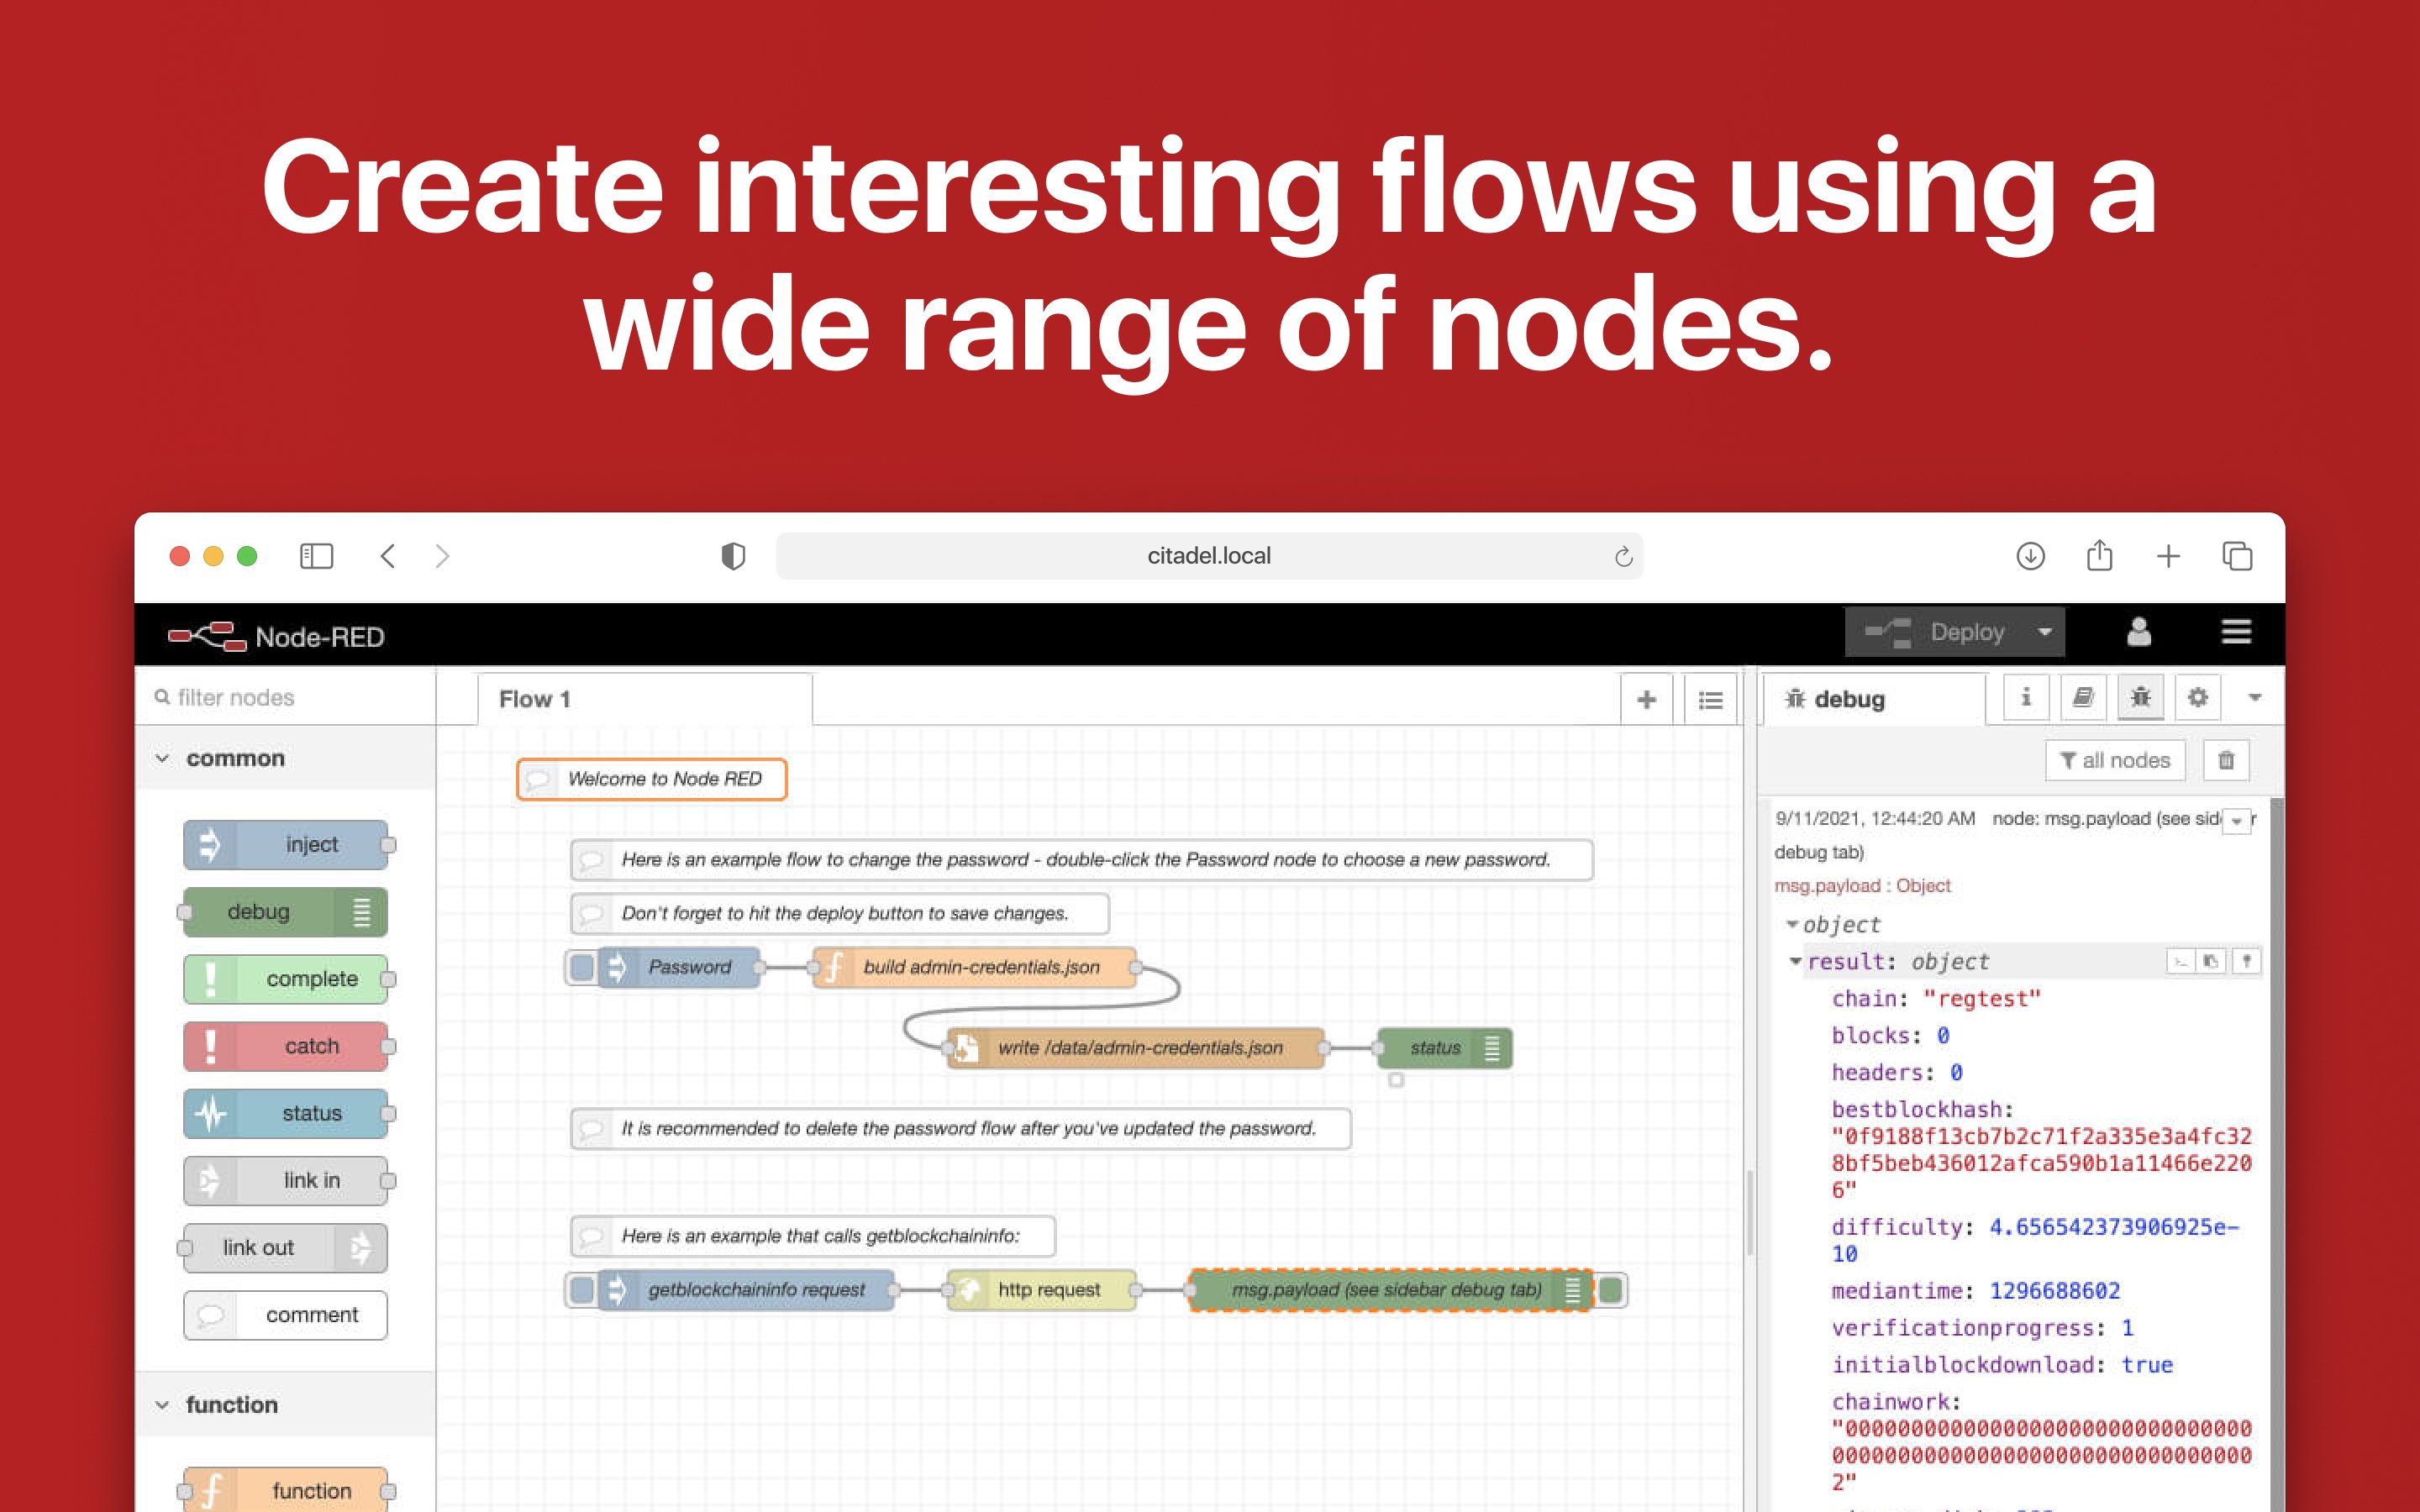 Create interesting flows using a
wide range of nodes.
citadel.local
Node-RED
Deploy
filter nodes
common
inject
debug
complete
catch
status
link in
link out
comment
function
function
Flow 1
Welcome to Node RED
Here is an example flow to change the password - double-click the Password node to choose a new password.
Don't forget to hit the deploy button to save changes.
Password
build admin-credentials.json
write /data/admin-credentials.json
status
It is recommended to delete the password flow after you've updated the password.
Here is an example that calls getblockchaininfo:
getblockchaininfo request
http request
msg.payload (see sidebar debug tab)
debug
all nodes
9/11/2021, 12:44:20 AM node: msg.payload (see
debug tab)
msg.payload : Object
object
result: object
chain: "regtest"
blocks: 0
headers: 0
bestblockhash:
"0f9188f13cb7b2c71f2a335e3a4fc32
8bf5beb436012afca590b1a11466e220
6"
difficulty: 4.656542373906925e-
10
mediantime: 1296688602
verificationprogress: 1
initialblockdownload: true
chainwork:
"0000000000000000000000000000000
00000000000000000000000000000000
2"